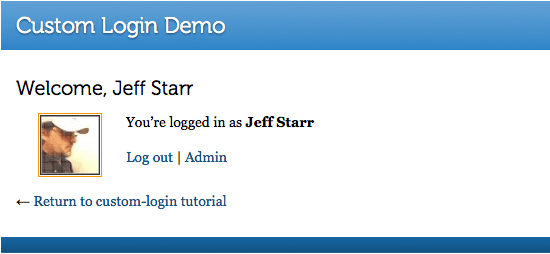 Custom Login Demo
Welcome, Jeff Starr
You’re logged in as Jeff Starr
Log out | Admin
← Return to custom-login tutorial